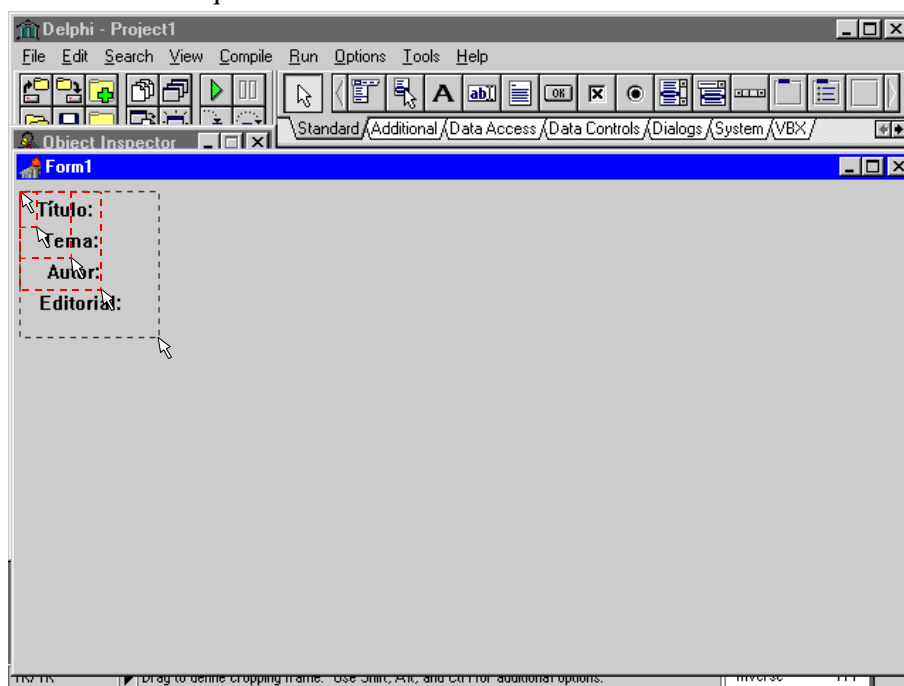 Delphi - Project1
File Edit Search View Compile Run Options Tools Help
A ab OK
Standard Additional Data Access Data Controls Dialogs System VBX
Object Inspector
Form1
Título:
Tema:
Autor:
Editorial:
Drag to define cropping frame. Use Shift, Alt, and Ctrl for additional options.
Inverse